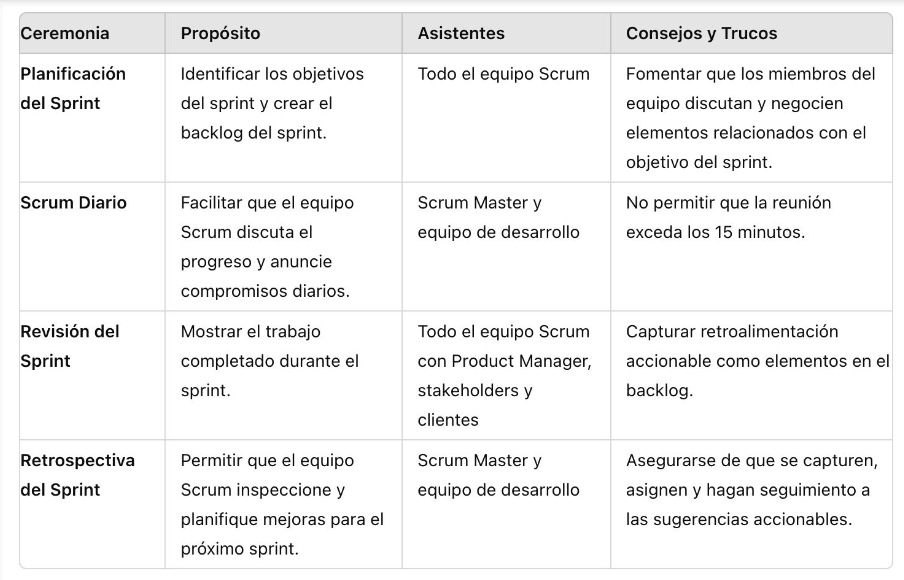 Ceremonia
Propósito
Asistentes
Consejos y Trucos
Planificación
del Sprint
Identificar los objetivos
del sprint y crear el
backlog del sprint.
Todo el equipo Scrum
Fomentar que los miembros del
equipo discutan y negocien
elementos relacionados con el
objetivo del sprint.
Scrum Diario
Facilitar que el equipo
Scrum discuta el
progreso y anuncie
compromisos diarios.
Scrum Master y
equipo de desarrollo
No permitir que la reunión
exceda los 15 minutos.
Revisión del
Sprint
Mostrar el trabajo
completado durante el
sprint.
Todo el equipo Scrum
con Product Manager,
stakeholders y
clientes
Capturar retroalimentación
accionable como elementos en el
backlog.
Retrospectiva
del Sprint
Permitir que el equipo
Scrum inspeccione y
planifique mejoras para el
próximo sprint.
Scrum Master y
equipo de desarrollo
Asegurarse de que se capturen,
asignen y hagan seguimiento a
las sugerencias accionables.